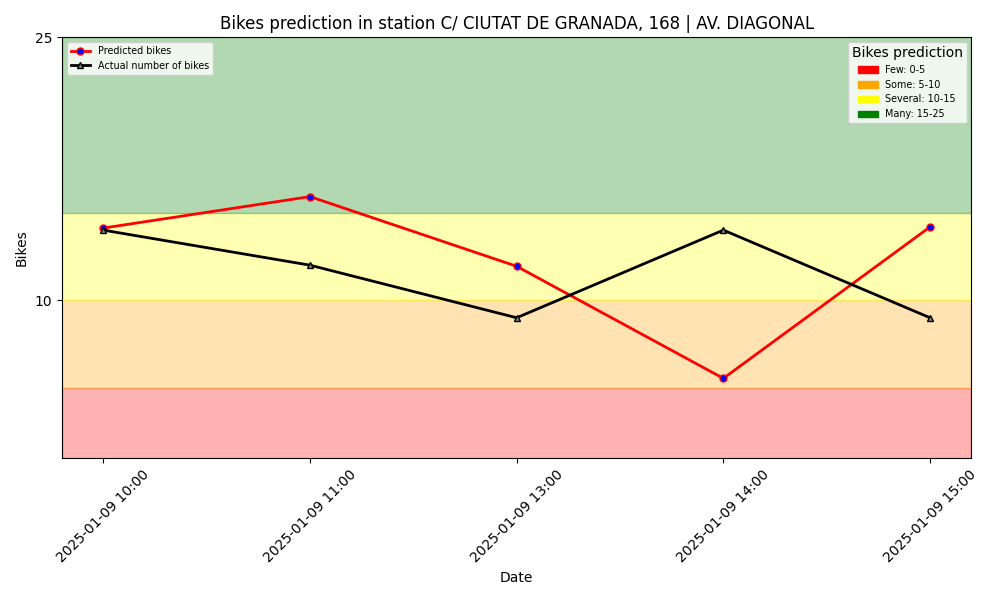 Bikes prediction in station C/ CIUTAT DE GRANADA, 168 | AV. DIAGONAL
25
Predicted bikes
Actual number of bikes
Bikes prediction
Few: 0-5
Some: 5-10
Several: 10-15
Many: 15-25
Bikes
10
2025-01-09 10:00
2025-01-09 11:00
2025-01-09 13:00
2025-01-09 14:00
2025-01-09 15:00
Date